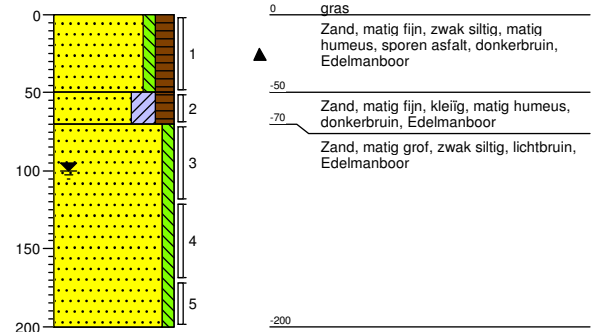 0
50
100
150
200
1
2
3
4
5
0
gras
Zand, matig fijn, zwak siltig, matig
humeus, sporen asfalt, donkerbruin,
Edelmanboor
-50
Zand, matig fijn, kleiïg, matig humeus,
donkerbruin, Edelmanboor
-70
Zand, matig grof, zwak siltig, lichtbruin,
Edelmanboor
-200